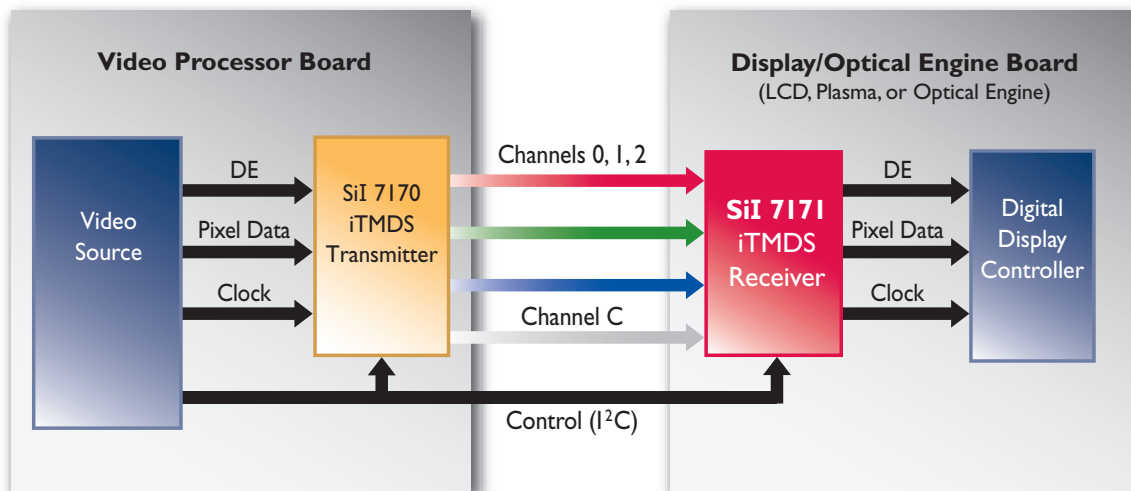 Video Processor Board
Display/Optical Engine Board
(LCD, Plasma, or Optical Engine)
Video
Source
DE
Pixel Data
Clock
SiI 7170
iTMDS
Transmitter
Channels 0, 1, 2
Channel C
Control (I²C)
SiI 7171
iTMDS
Receiver
DE
Pixel Data
Clock
Digital
Display
Controller